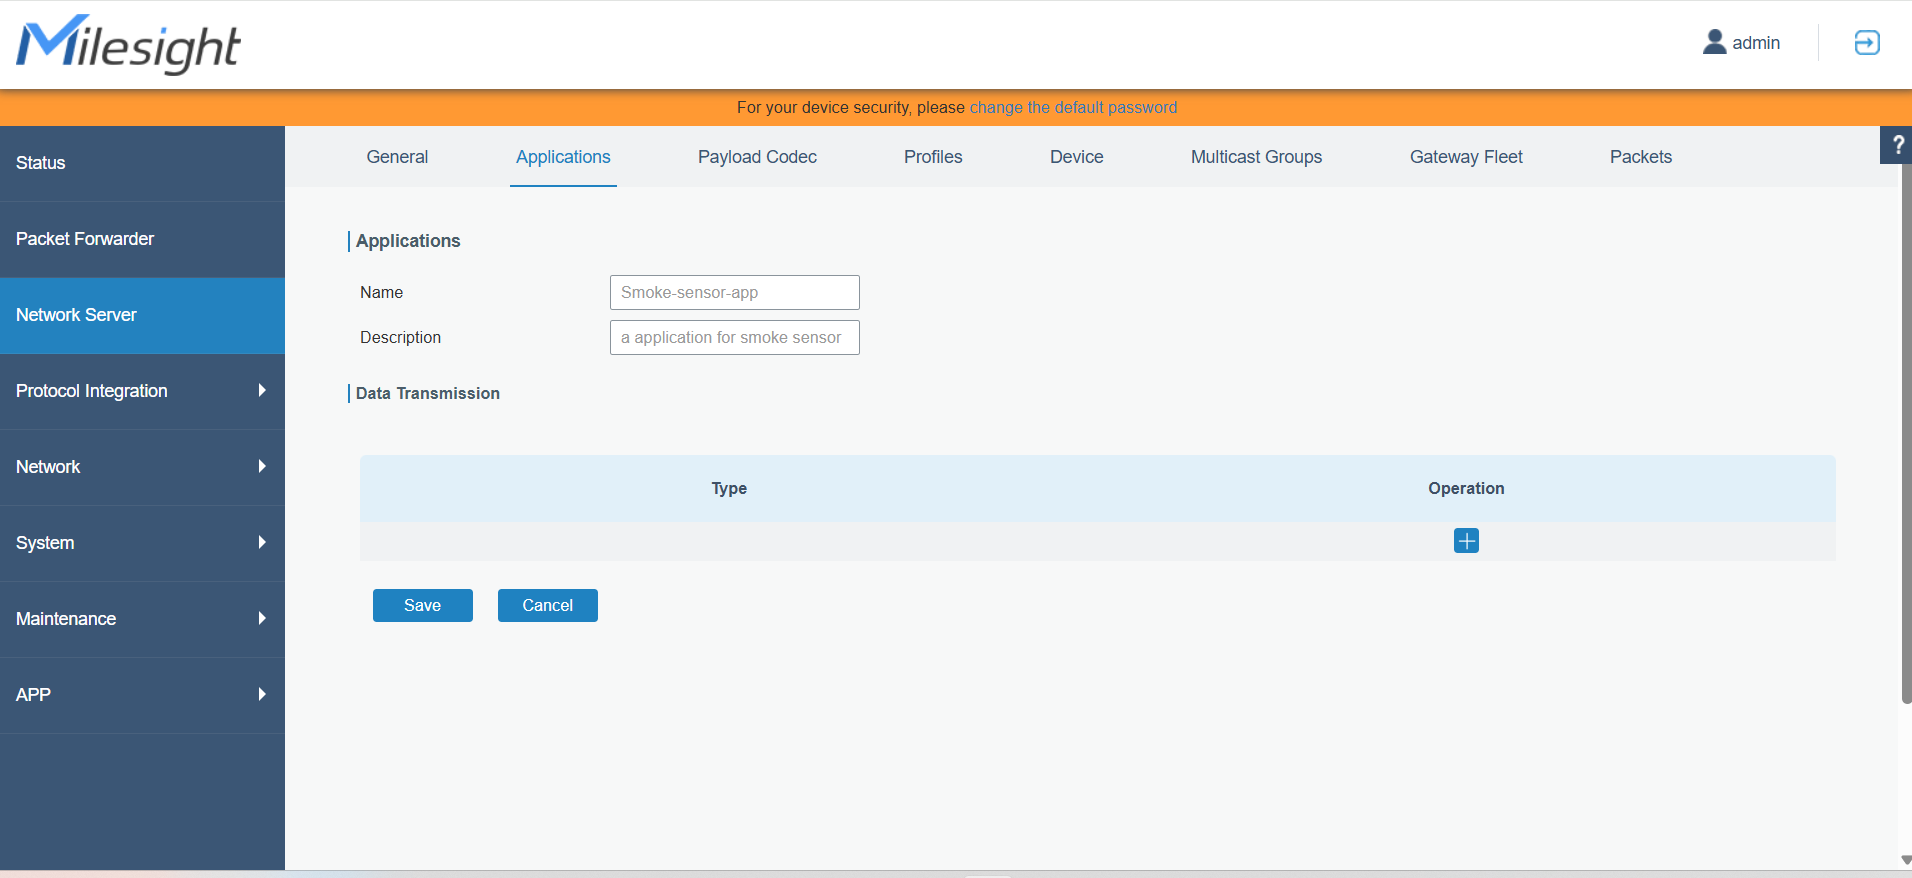 Milesight
admin
For your device security, please change the default password
Status
Packet Forwarder
Network Server
Protocol Integration
Network
System
Maintenance
APP
General Applications Payload Codec Profiles Device Multicast Groups Gateway Fleet Packets
?
Applications
Name Smoke-sensor-app
Description a application for smoke sensor
Data Transmission
Type Operation
Save Cancel